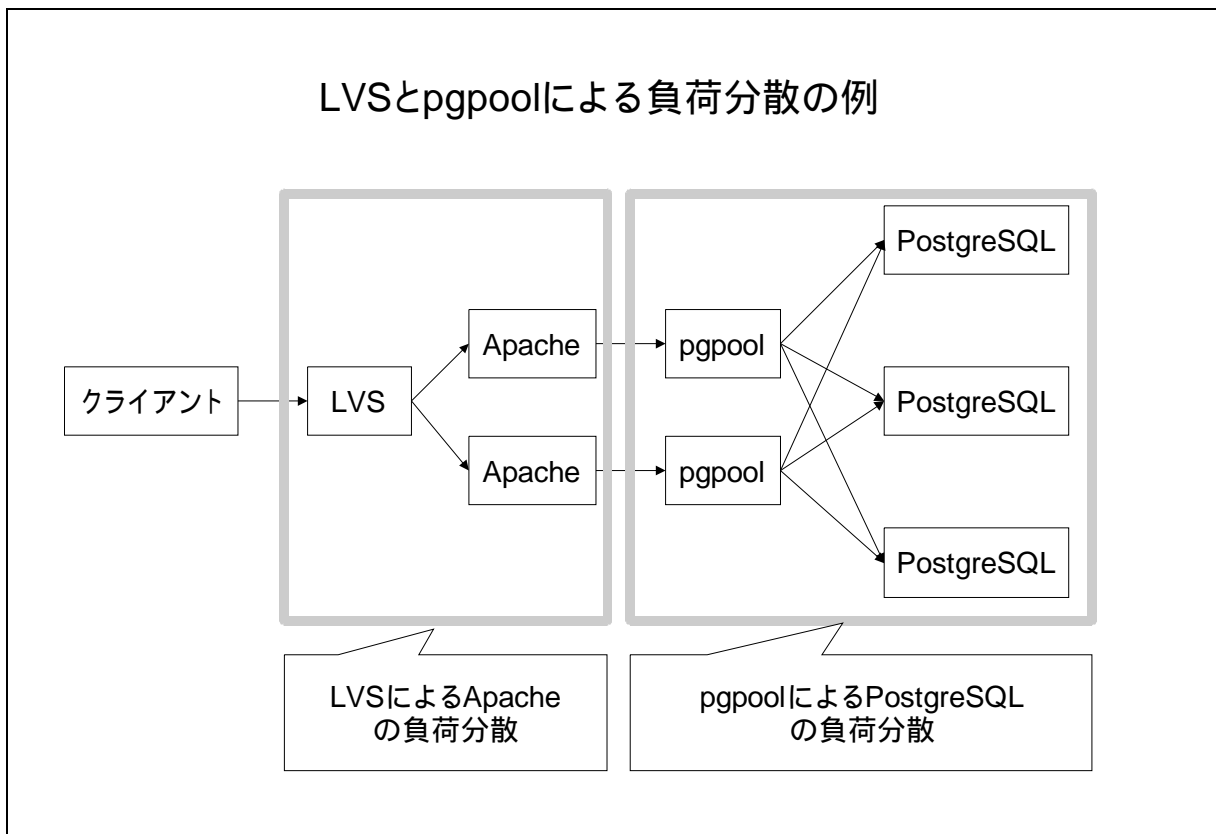 LVSとpgpoolによる負荷分散の例
クライアント
LVS
Apache
Apache
pgpool
pgpool
PostgreSQL
PostgreSQL
PostgreSQL
LVSによるApache
の負荷分散
pgpoolによるPostgreSQL
の負荷分散